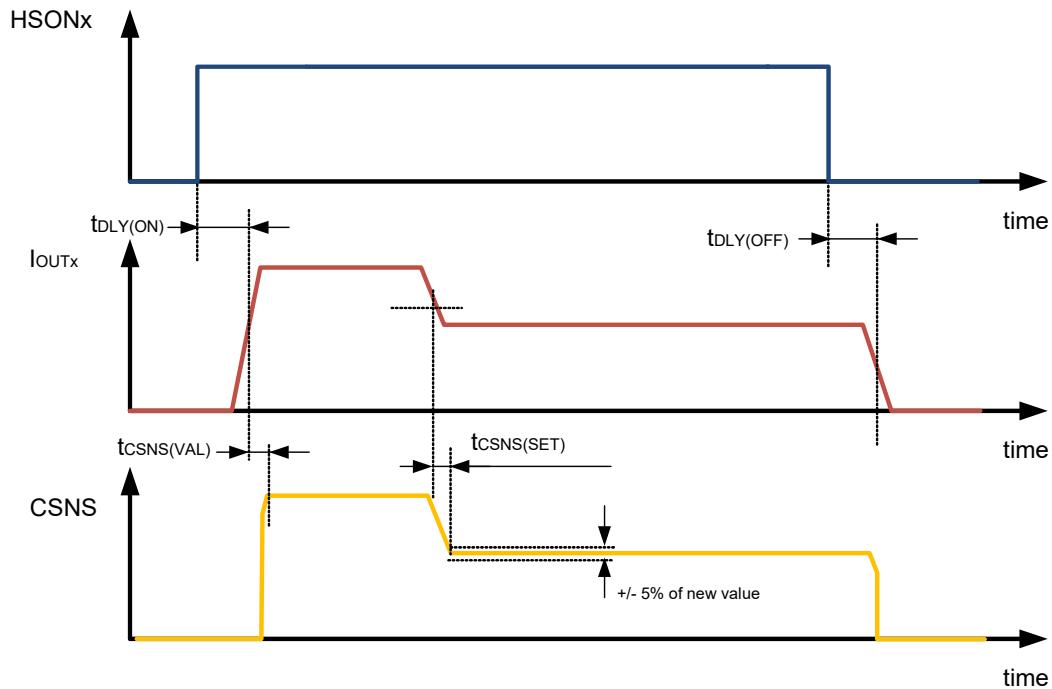 HSONx
time
tDLY(ON)
tDLY(OFF)
IOUTx
time
tCSNS(VAL)
tCSNS(SET)
CSNS
+/- 5% of new value
time